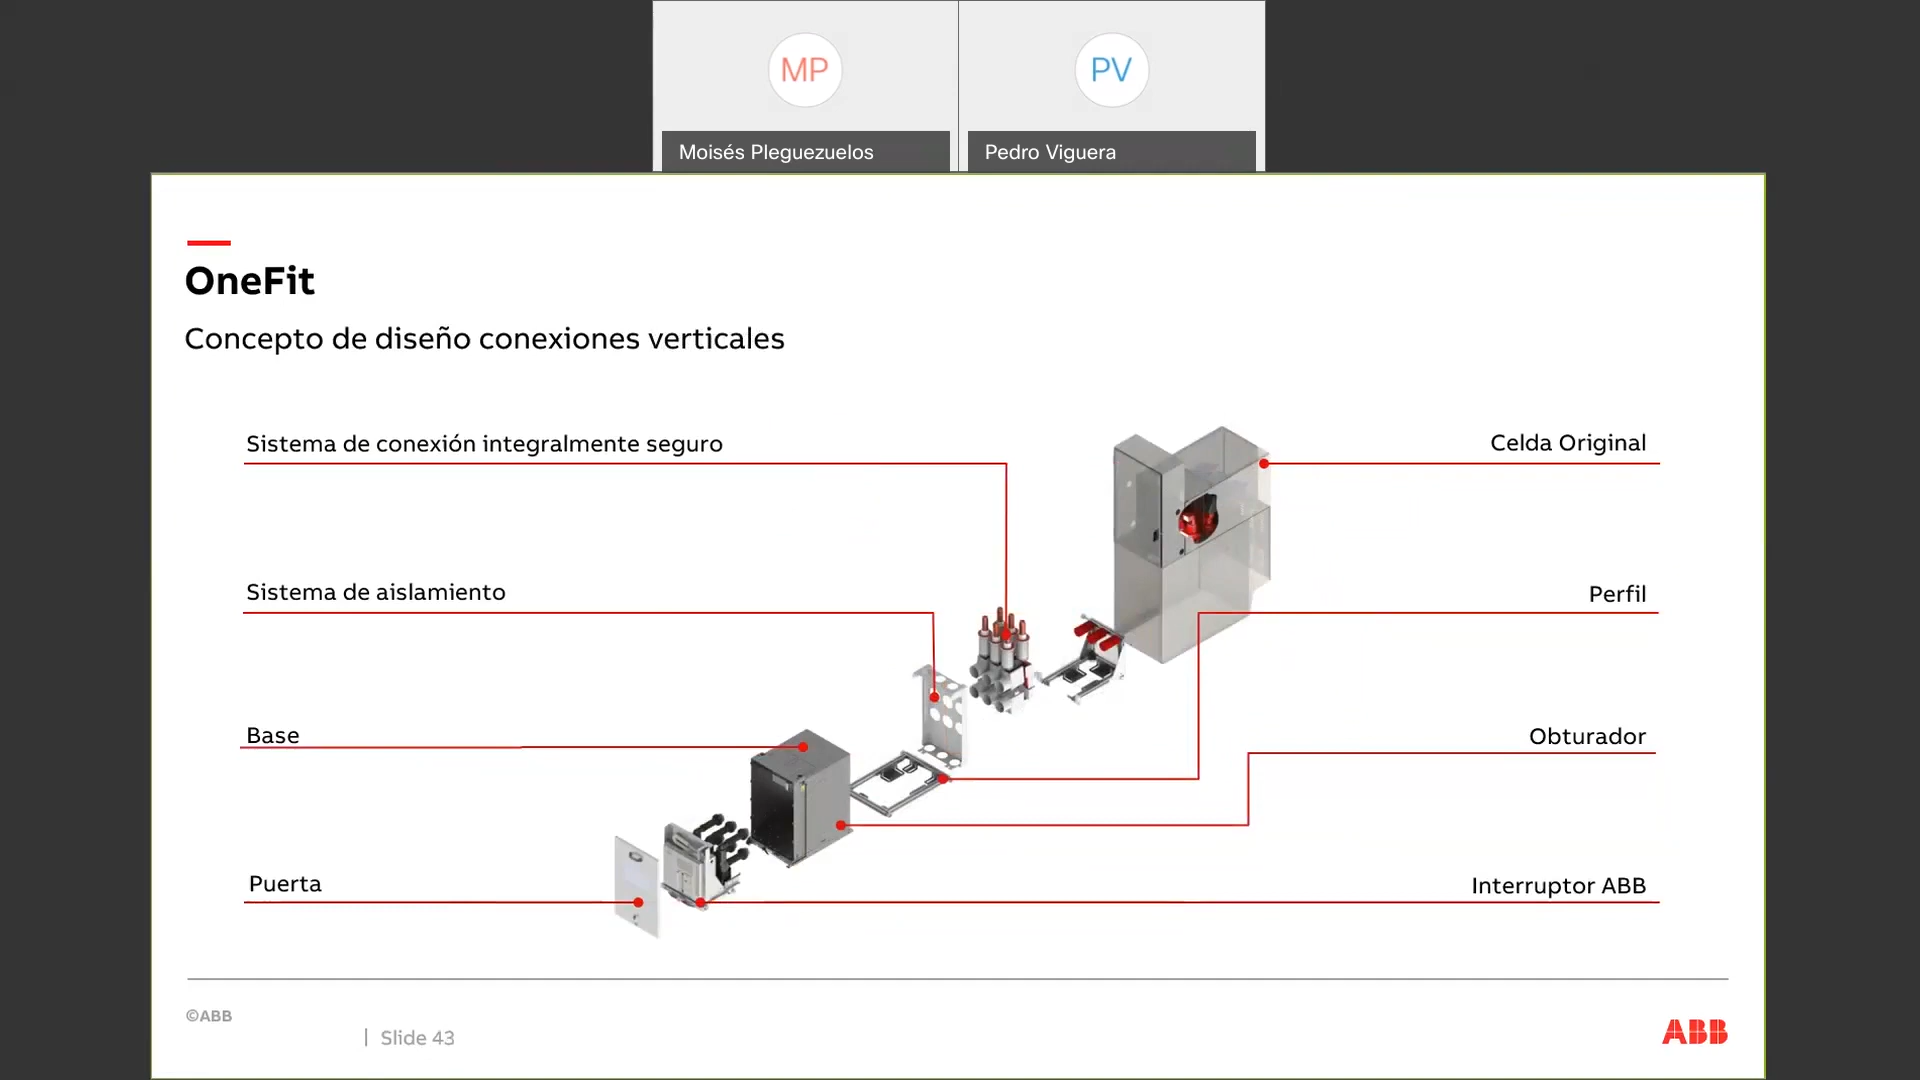 MP
PV
Moisés Pleguezuelos
Pedro Viguera
OneFit
Concepto de diseño conexiones verticales
Sistema de conexión integralmente seguro
Celda Original
Sistema de aislamiento
Perfil
Base
Obturador
Puerta
Interruptor ABB
©ABB
| Slide 43
ABB